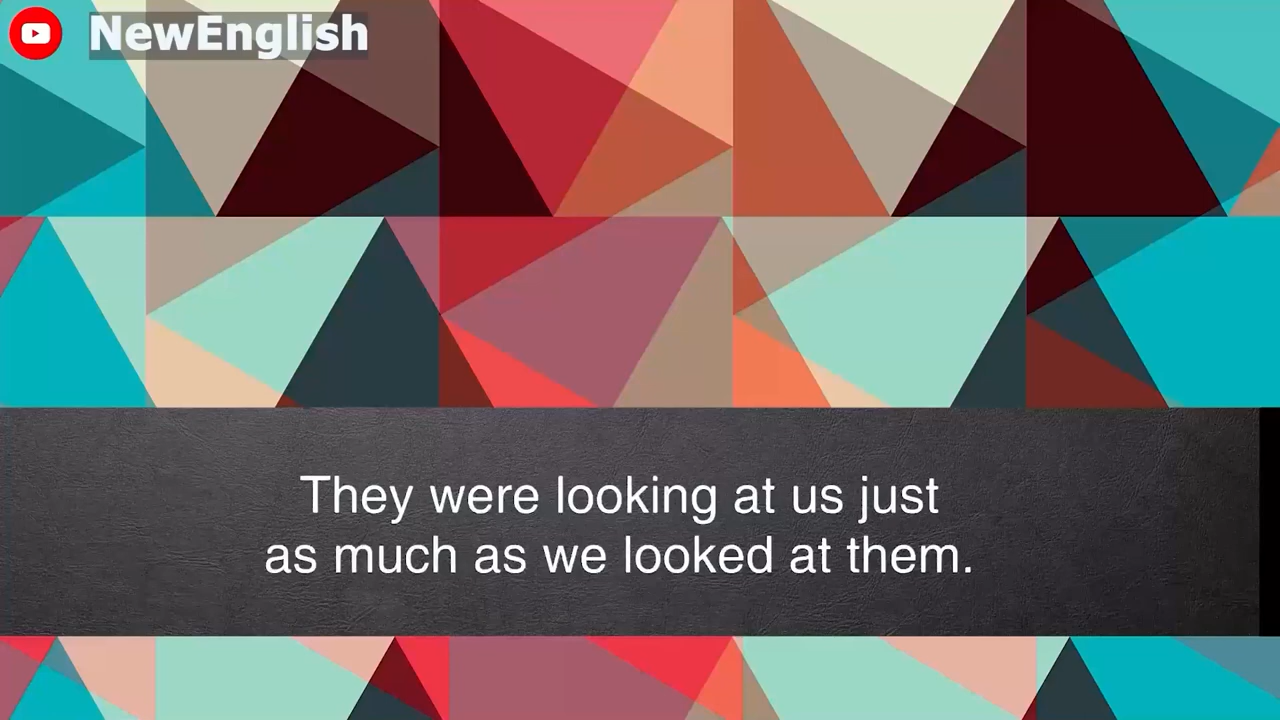 NewEnglish
They were looking at us just
as much as we looked at them.